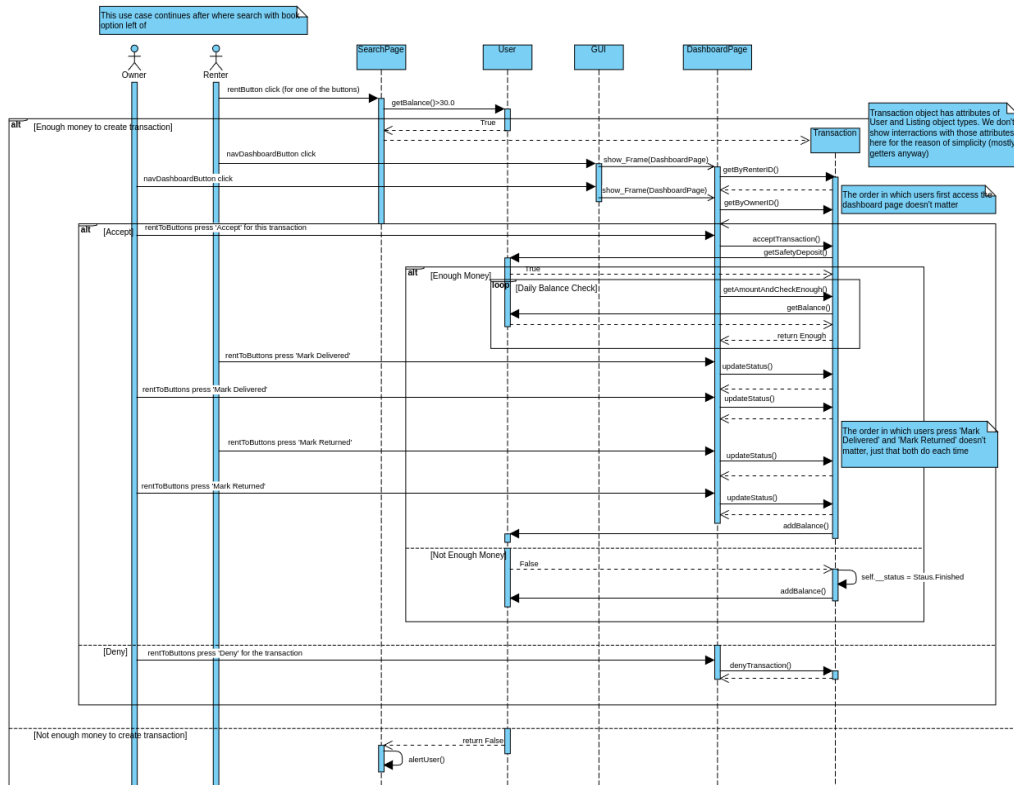 This use case continues after where search with book
option left of
Owner
Renter
SearchPage
User
GUI
DashboardPage
rentButton click (for one of the buttons)
getBalance()>30.0
alt
[Enough money to create transaction]
True
Transaction
Transaction object has attributes of
User and Listing object types. We don't
show interractions with those attributes
here for the reason of simplicity (mostly
getters anyway)
navDashboardButton click
show_Frame(DashboardPage)
getByRenterID()
navDashboardButton click
show_Frame(DashboardPage)
getByOwnerID()
The order in which users first access the
dashboard page doesn't matter
alt
[Accept]
rentToButtons press 'Accept' for this transaction
acceptTransaction()
getSafetyDeposit()
alt
[Enough Money]
True
loop
[Daily Balance Check]
getAmountAndCheckEnough()
getBalance()
return Enough
rentToButtons press 'Mark Delivered'
updateStatus()
rentToButtons press 'Mark Delivered'
updateStatus()
The order in which users press 'Mark
Delivered' and 'Mark Returned' doesn't
matter, just that both do each time
rentToButtons press 'Mark Returned'
updateStatus()
rentToButtons press 'Mark Returned'
updateStatus()
addBalance()
[Not Enough Money]
False
self.__status = Staus.Finished
addBalance()
[Deny]
rentToButtons press 'Deny' for the transaction
denyTransaction()
[Not enough money to create transaction]
return False
alertUser()